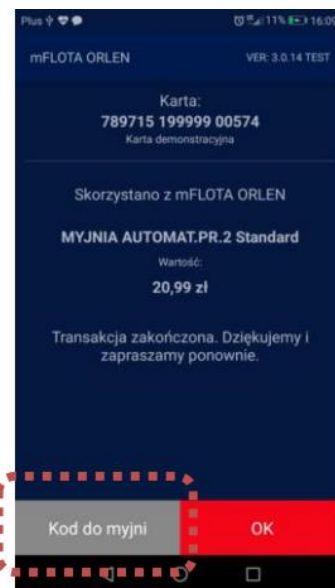 Plus 11% 16:09
mFLOTA ORLEN VER: 3.0.14 TEST
Karta:
789715 199999 00574
Karta demonstracyjna
Skorzystano z mFLOTA ORLEN
MYJNIA AUTOMAT.PR.2 Standard
Wartość:
20,99 zł
Transakcja zakończona. Dziękujemy i
zapraszamy ponownie.
Kod do myjni OK